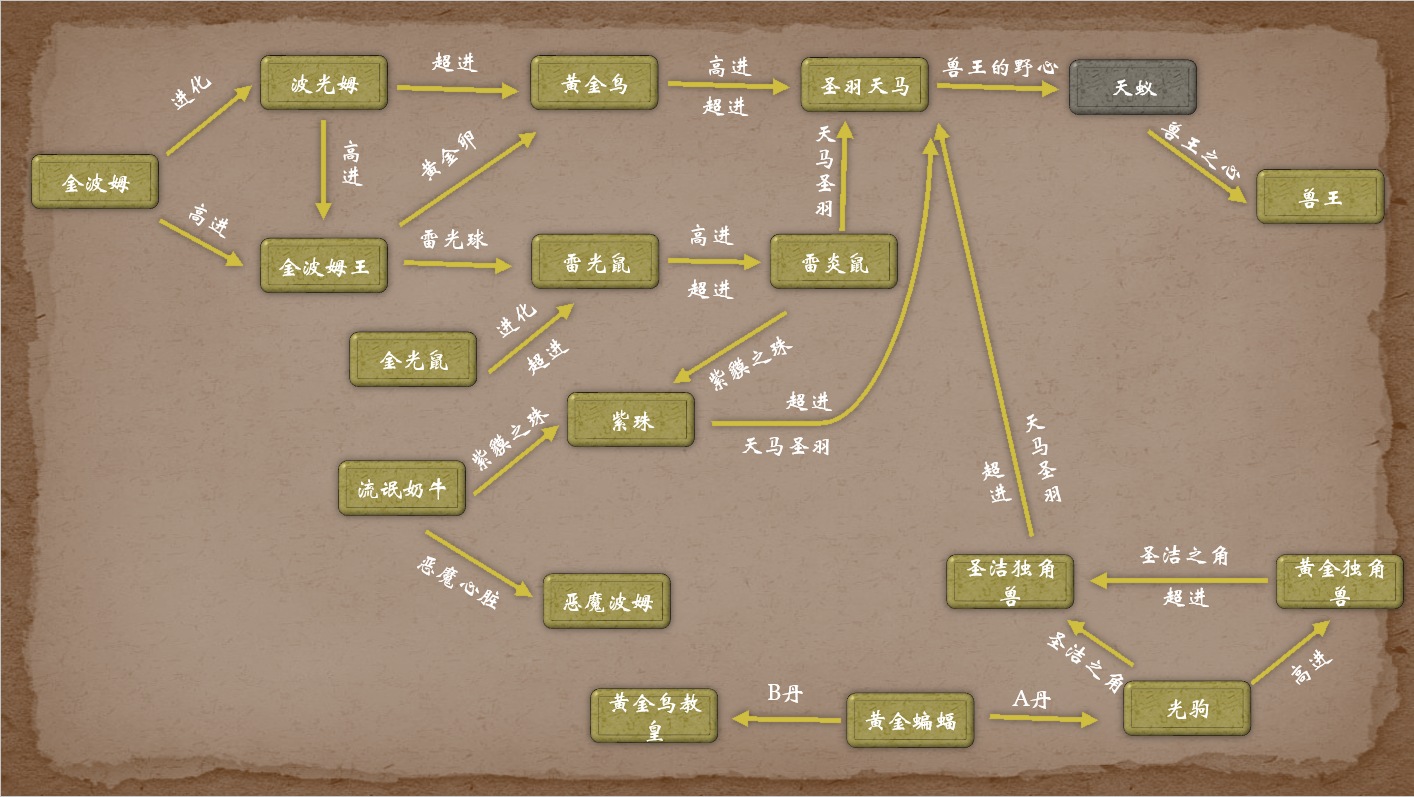 进化
波光姆
超进
黄金鸟
高进
超进
圣羽天马
兽王的野心
天蚁
兽王之心
兽王
金波姆
高进
高进
黄金卵
金波姆王
雷光球
雷光鼠
高进
超进
雷炎鼠
天马圣羽
金光鼠
进化
超进
紫貘之珠
紫珠
超进
天马圣羽
流氓奶牛
紫貘之珠
恶魔心脏
恶魔波姆
超进
天马圣羽
圣洁独角
兽
圣洁之角
超进
黄金独角
兽
圣洁之角
高进
黄金鸟教
皇
B丹
黄金蝙蝠
A丹
光驹